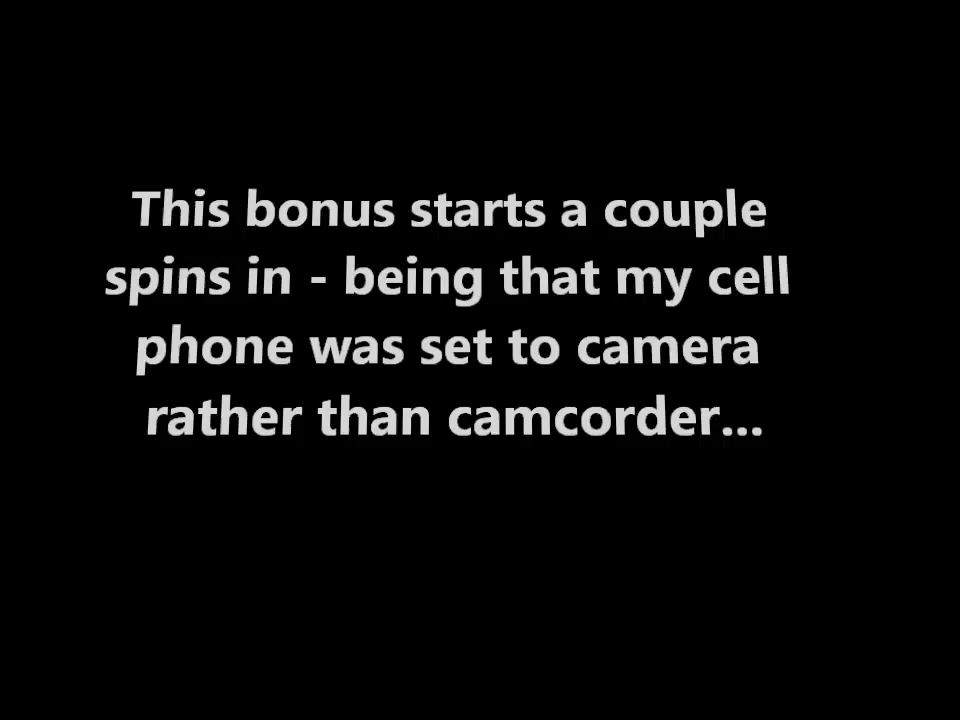 This bonus starts a couple
spins in - being that my cell
phone was set to camera
rather than camcorder...